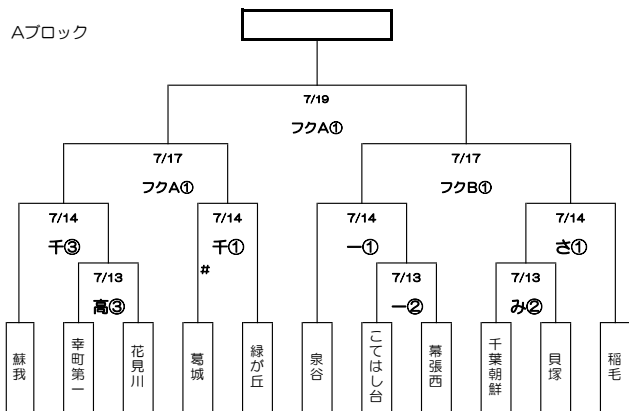 Aブロック
7/19
フクA①
7/17
7/17
フクA①
フクB①
7/14
7/14
7/14
7/14
千③
千①
一①
さ①
#
7/13
7/13
7/13
高③
一②
み②
蘇我
幸町第一
花見川
葛城
緑が丘
泉谷
こてはし台
幕張西
千葉朝鮮
貝塚
稲毛